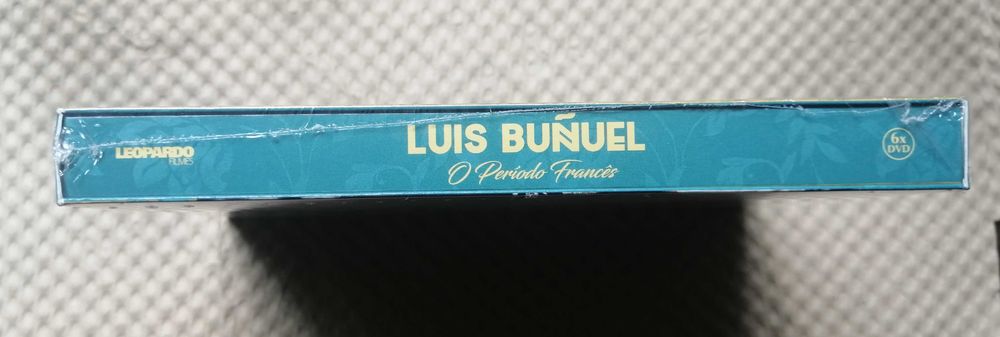 LEOPARDO
FILMES
LUIS BUÑUEL
O Período Francês
6x
DVD